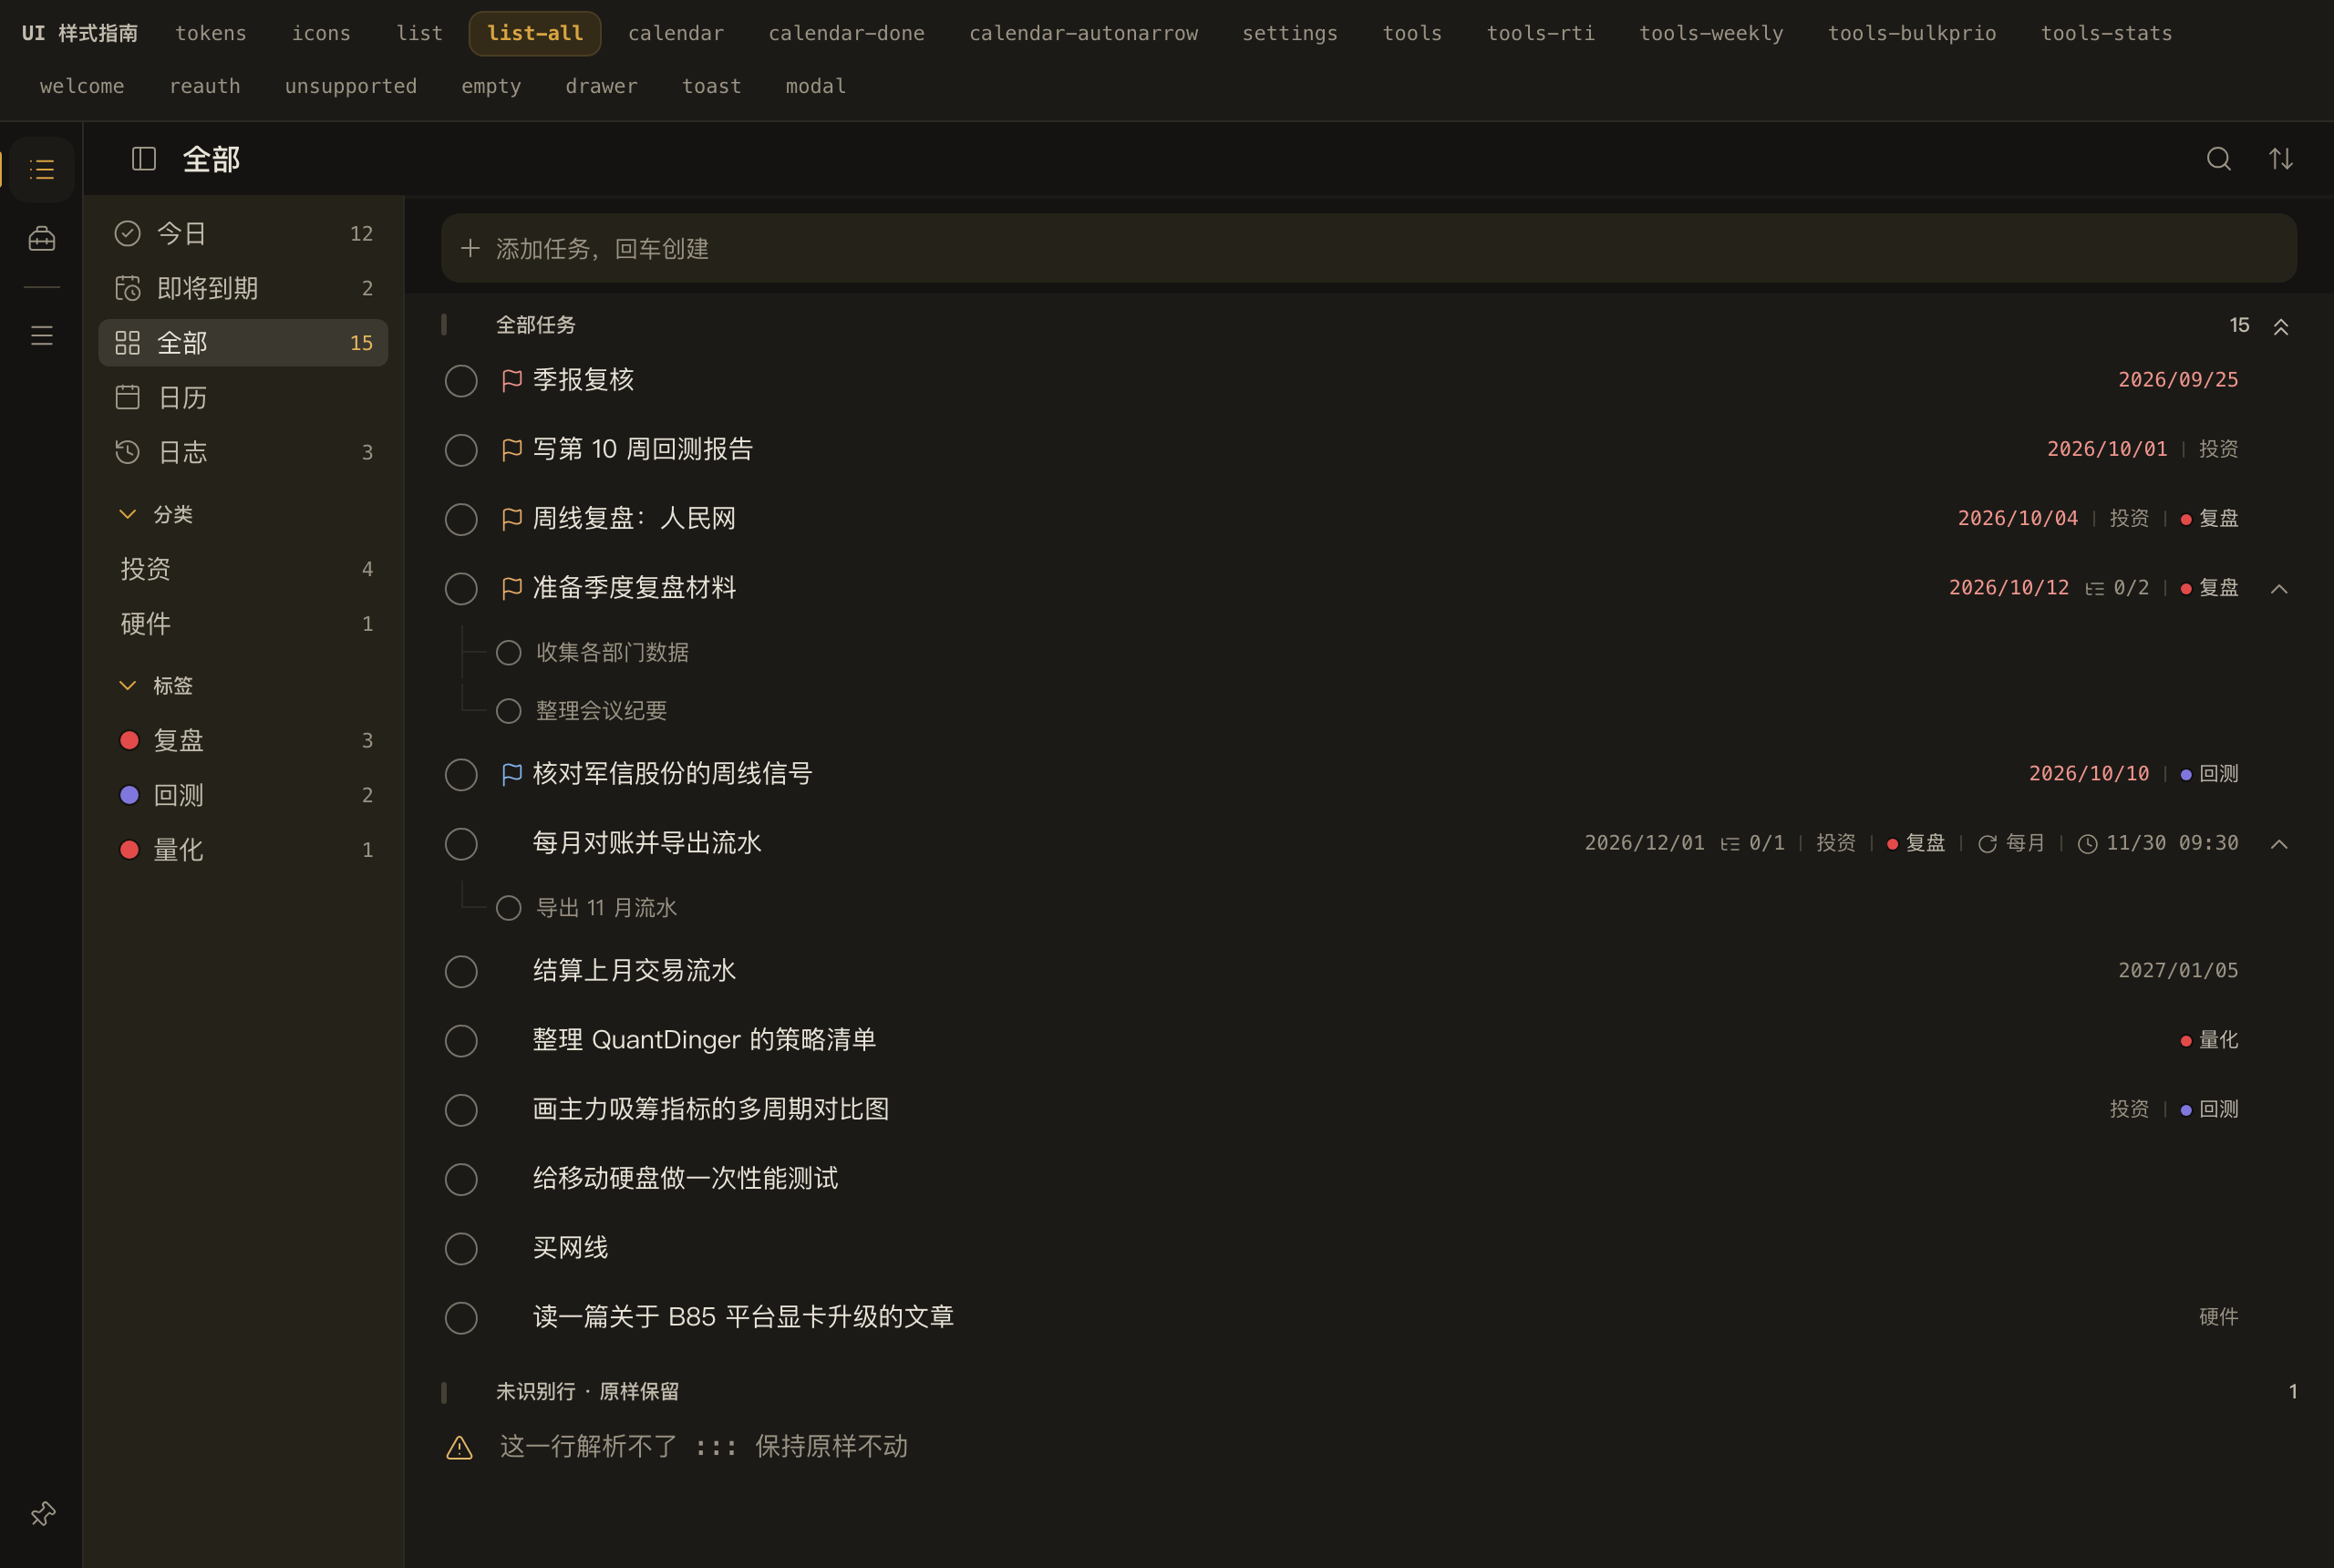 UI 样式指南 tokens icons list list-all calendar calendar-done calendar-autonarrow settings tools tools-rti tools-weekly tools-bulkprio tools-stats
welcome reauth unsupported empty drawer toast modal
全部
今日 12
即将到期 2
全部 15
日历
日志 3
分类
投资 4
硬件 1
标签
复盘 3
回测 2
量化 1
添加任务，回车创建
全部任务 15
季报复核 2026/09/25
写第 10 周回测报告 2026/10/01 | 投资
周线复盘：人民网 2026/10/04 | 投资 | 复盘
准备季度复盘材料 2026/10/12 0/2 | 复盘
收集各部门数据
整理会议纪要
核对军信股份的周线信号 2026/10/10 | 回测
每月对账并导出流水 2026/12/01 0/1 | 投资 | 复盘 | 每月 | 11/30 09:30
导出 11 月流水
结算上月交易流水 2027/01/05
整理 QuantDinger 的策略清单 量化
画主力吸筹指标的多周期对比图 投资 | 回测
给移动硬盘做一次性能测试
买网线
读一篇关于 B85 平台显卡升级的文章 硬件
未识别行 · 原样保留 1
这一行解析不了 ::: 保持原样不动